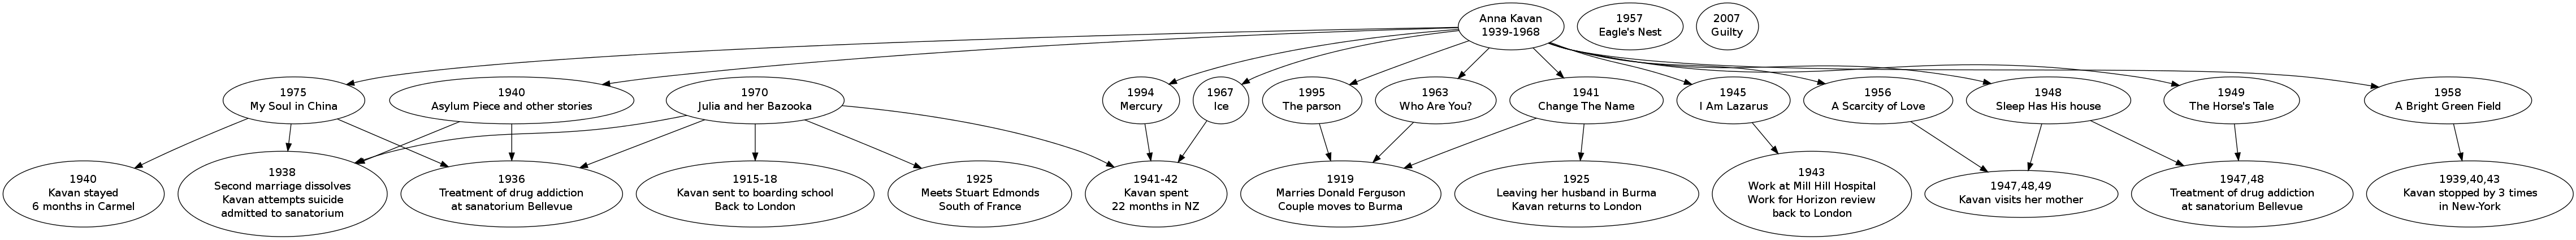 Anna Kavan
1939-1968
1957
Eagle's Nest
2007
Guilty
1975
My Soul in China
1940
Asylum Piece and other stories
1970
Julia and her Bazooka
1994
Mercury
1967
Ice
1995
The parson
1963
Who Are You?
1941
Change The Name
1945
I Am Lazarus
1956
A Scarcity of Love
1948
Sleep Has His house
1949
The Horse's Tale
1958
A Bright Green Field
1940
Kavan stayed
6 months in Carmel
1938
Second marriage dissolves
Kavan attempts suicide
admitted to sanatorium
1936
Treatment of drug addiction
at sanatorium Bellevue
1915-18
Kavan sent to boarding school
Back to London
1925
Meets Stuart Edmonds
South of France
1941-42
Kavan spent
22 months in NZ
1919
Marries Donald Ferguson
Couple moves to Burma
1925
Leaving her husband in Burma
Kavan returns to London
1943
Work at Mill Hill Hospital
Work for Horizon review
back to London
1947,48,49
Kavan visits her mother
1947,48
Treatment of drug addiction
at sanatorium Bellevue
1939,40,43
Kavan stopped by 3 times
in New-York